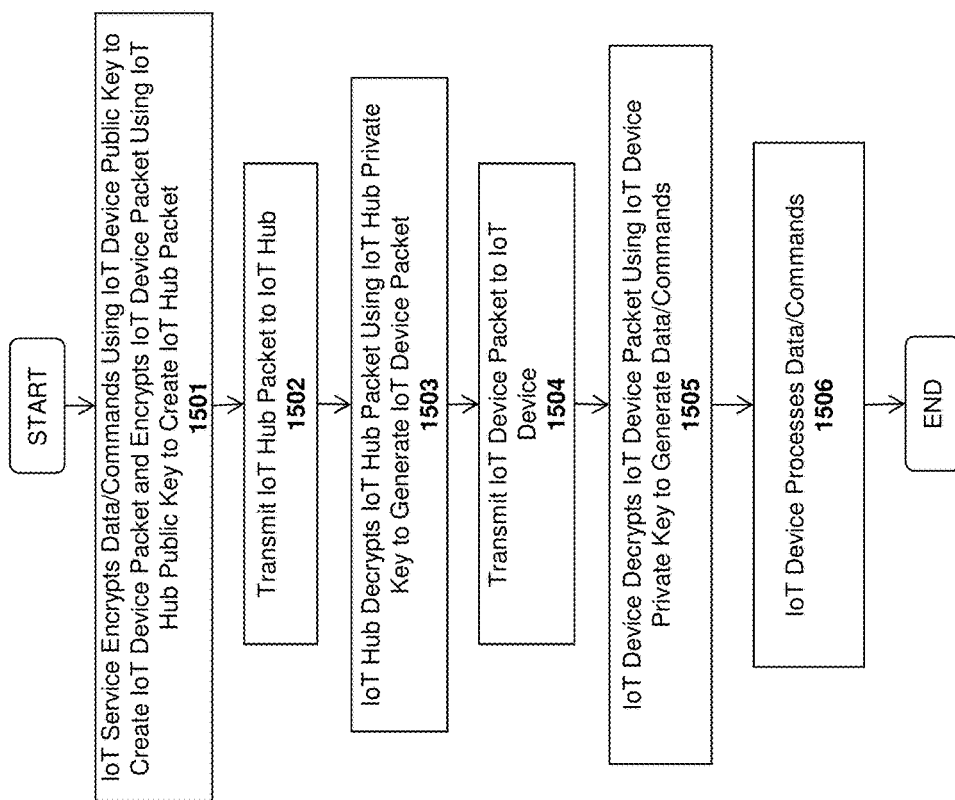 START
IoT Service Encrypts Data/Commands Using IoT Device Public Key to
Create IoT Device Packet and Encrypts IoT Device Packet Using IoT
Hub Public Key to Create IoT Hub Packet
1501
Transmit IoT Hub Packet to IoT Hub
1502
IoT Hub Decrypts IoT Hub Packet Using IoT Hub Private
Key to Generate IoT Device Packet
1503
Transmit IoT Device Packet to IoT
Device
1504
IoT Device Decrypts IoT Device Packet Using IoT Device
Private Key to Generate Data/Commands
1505
IoT Device Processes Data/Commands
1506
END